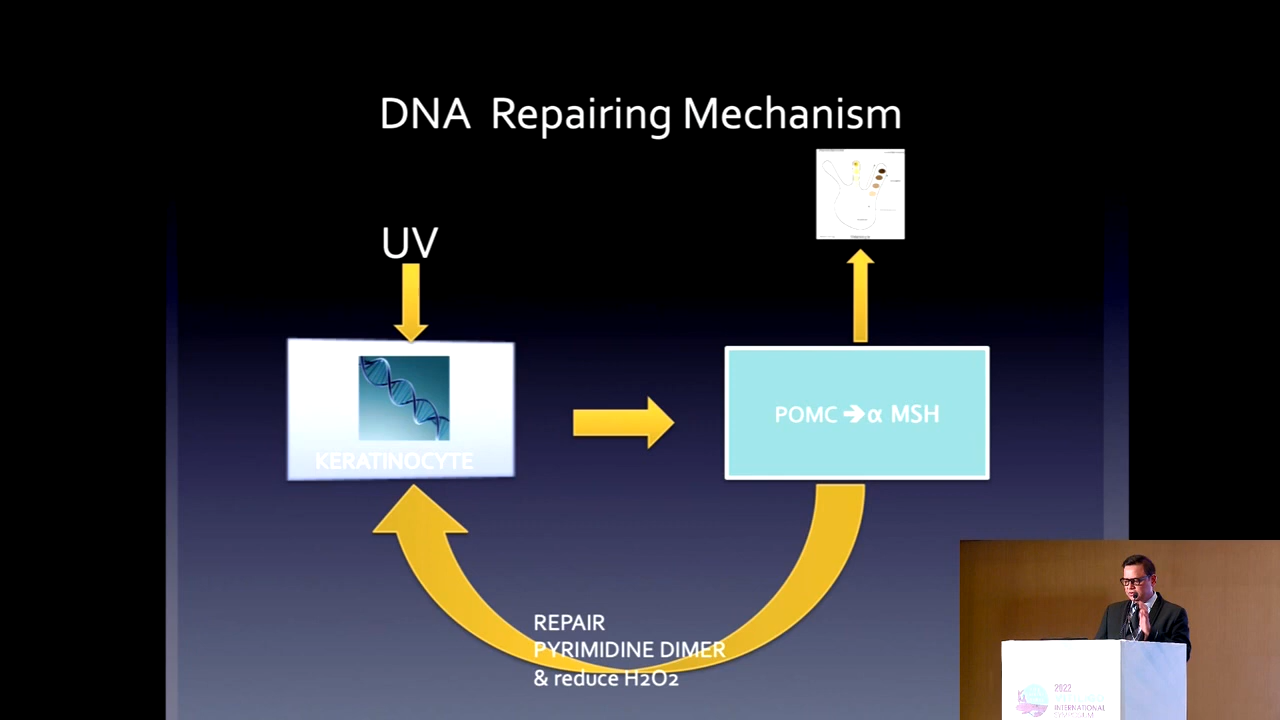 DNA Repairing Mechanism
UV
KERATINOCYTE
POMC ➔ α MSH
REPAIR
PYRIMIDINE DIMER
& reduce H2O2
2022
INTERNATIONAL